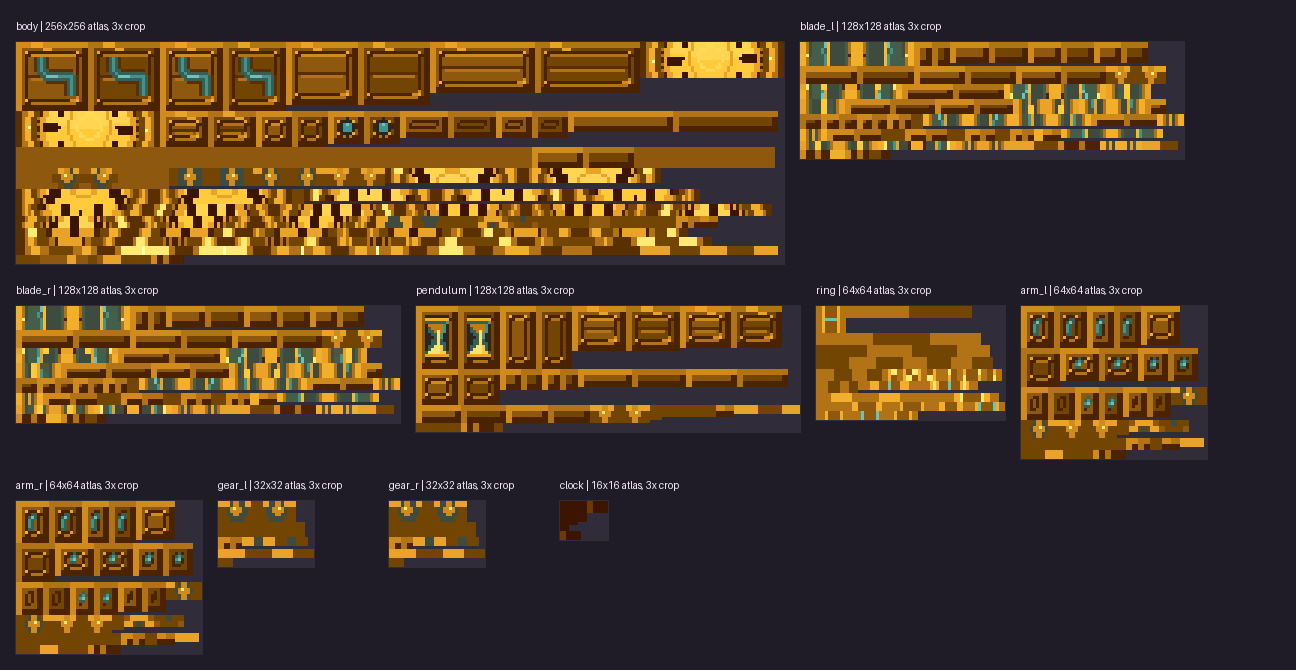 body | 256x256 atlas, 3x crop
blade_l | 128x128 atlas, 3x crop
blade_r | 128x128 atlas, 3x crop
pendulum | 128x128 atlas, 3x crop
ring | 64x64 atlas, 3x crop
arm_l | 64x64 atlas, 3x crop
arm_r | 64x64 atlas, 3x crop
gear_l | 32x32 atlas, 3x crop
gear_r | 32x32 atlas, 3x crop
clock | 16x16 atlas, 3x crop